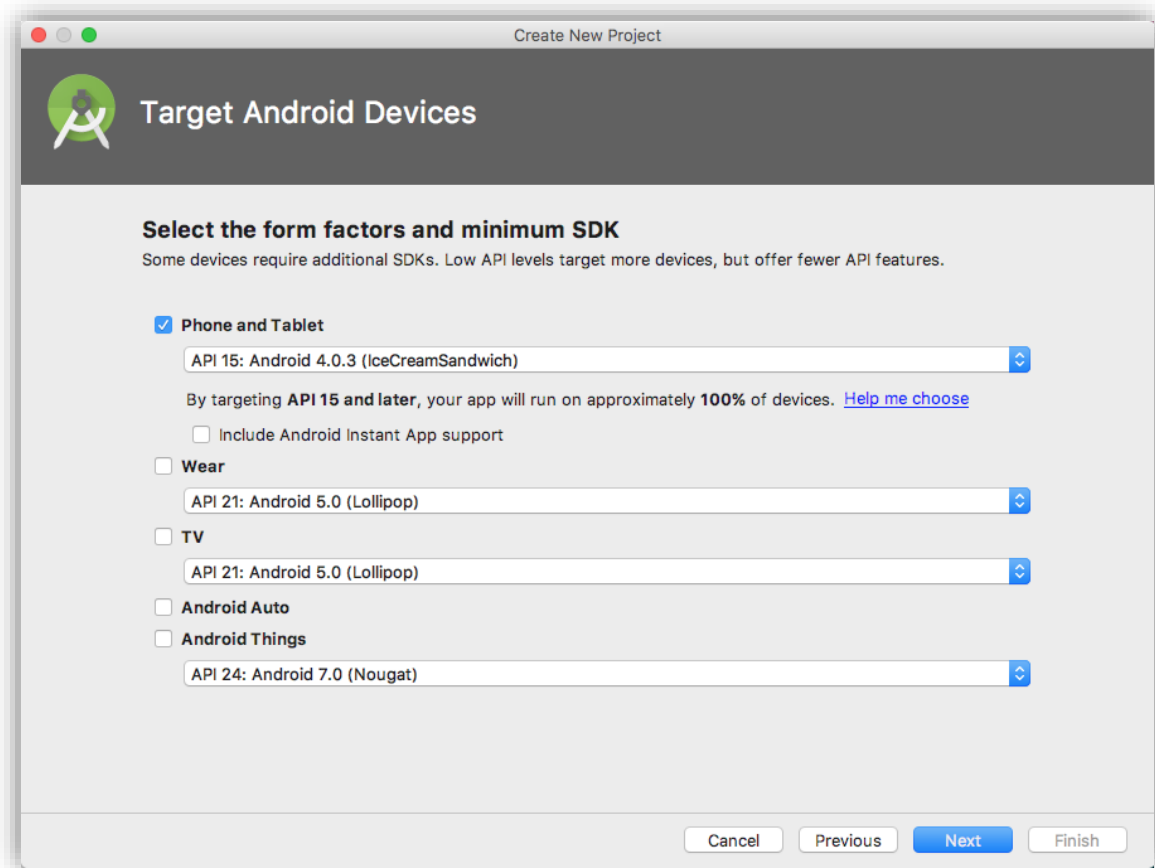 Create New Project
Target Android Devices
Select the form factors and minimum SDK
Some devices require additional SDKs. Low API levels target more devices, but offer fewer API features.
Phone and Tablet
API 15: Android 4.0.3 (IceCreamSandwich)
By targeting API 15 and later, your app will run on approximately 100% of devices. Help me choose
Include Android Instant App support
Wear
API 21: Android 5.0 (Lollipop)
TV
API 21: Android 5.0 (Lollipop)
Android Auto
Android Things
API 24: Android 7.0 (Nougat)
Cancel Previous Next Finish